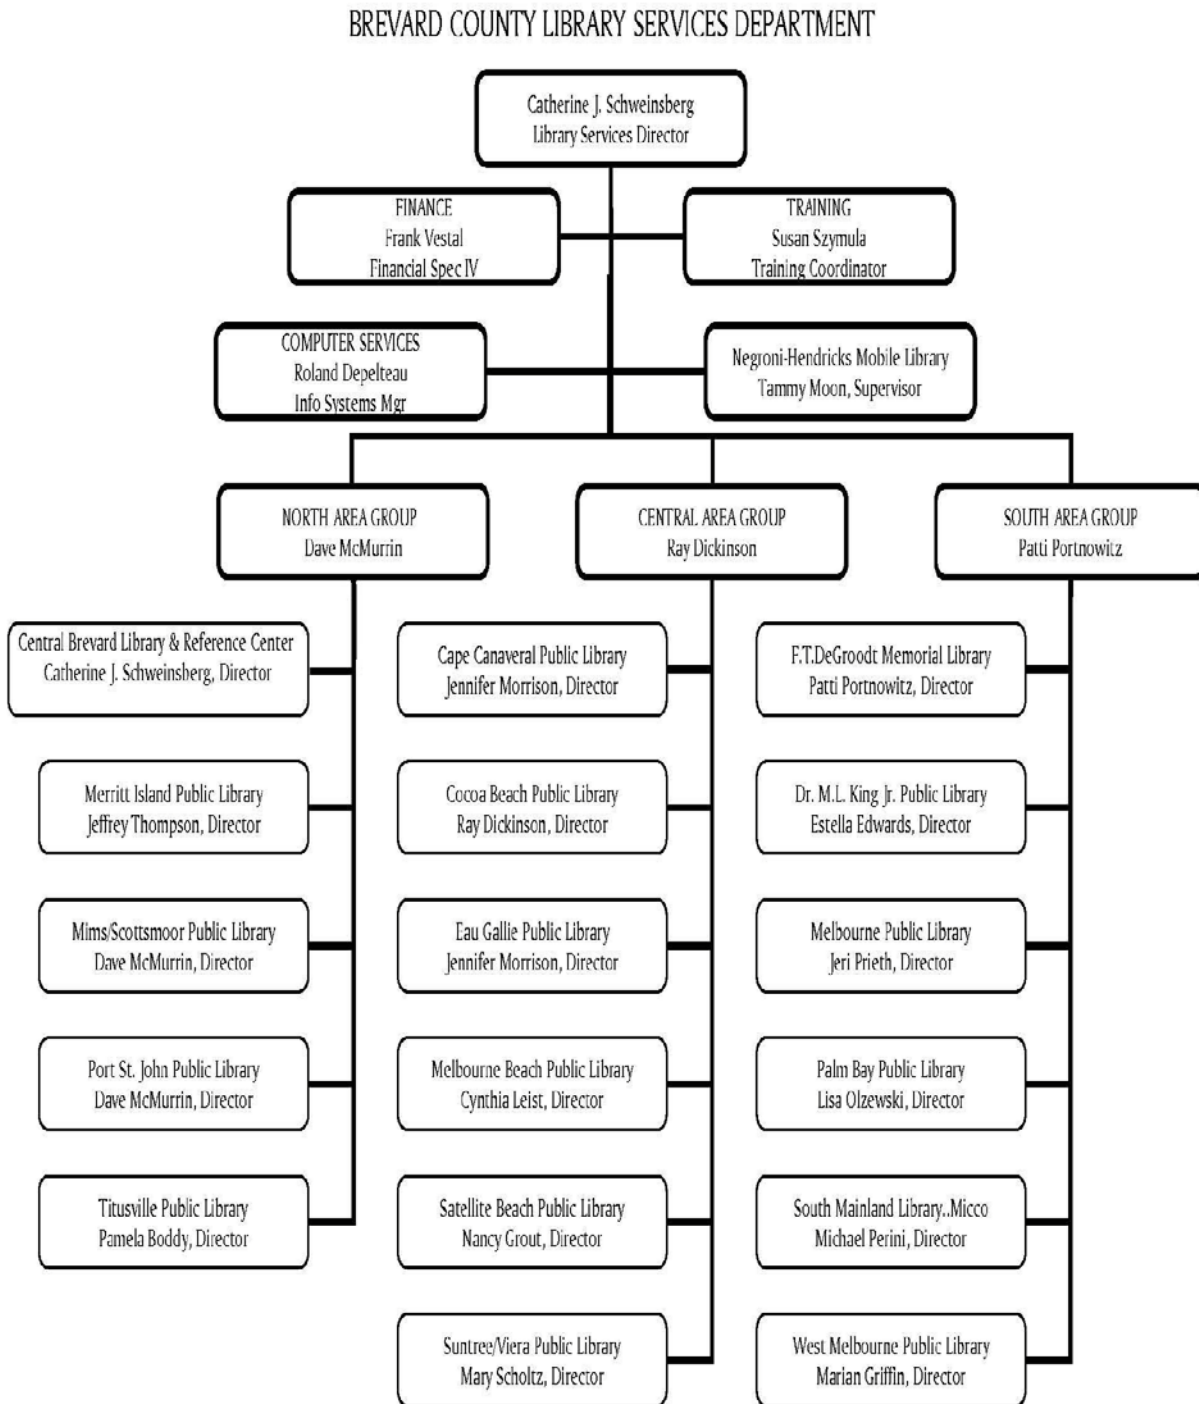 BREVARD COUNTY LIBRARY SERVICES DEPARTMENT
Catherine J. Schweinsberg
Library Services Director
FINANCE
Frank Vestal
Financial Spec IV
TRAINING
Susan Szymula
Training Coordinator
COMPUTER SERVICES
Roland Depelteau
Info Systems Mgr
Negroni-Hendricks Mobile Library
Tammy Moon, Supervisor
NORTH AREA GROUP
Dave McMurrin
CENTRAL AREA GROUP
Ray Dickinson
SOUTH AREA GROUP
Patti Portnowitz
Central Brevard Library & Reference Center
Catherine J. Schweinsberg, Director
Merritt Island Public Library
Jeffrey Thompson, Director
Mims/Scottsmoor Public Library
Dave McMurrin, Director
Port St. John Public Library
Dave McMurrin, Director
Titusville Public Library
Pamela Boddy, Director
Cape Canaveral Public Library
Jennifer Morrison, Director
Cocoa Beach Public Library
Ray Dickinson, Director
Eau Gallie Public Library
Jennifer Morrison, Director
Melbourne Beach Public Library
Cynthia Leist, Director
Satellite Beach Public Library
Nancy Grout, Director
Suntree/Viera Public Library
Mary Scholtz, Director
F.T.DeGroodt Memorial Library
Patti Portnowitz, Director
Dr. M.L. King Jr. Public Library
Estella Edwards, Director
Melbourne Public Library
Jeri Prieth, Director
Palm Bay Public Library
Lisa Olzewski, Director
South Mainland Library..Micco
Michael Perini, Director
West Melbourne Public Library
Marian Griffin, Director